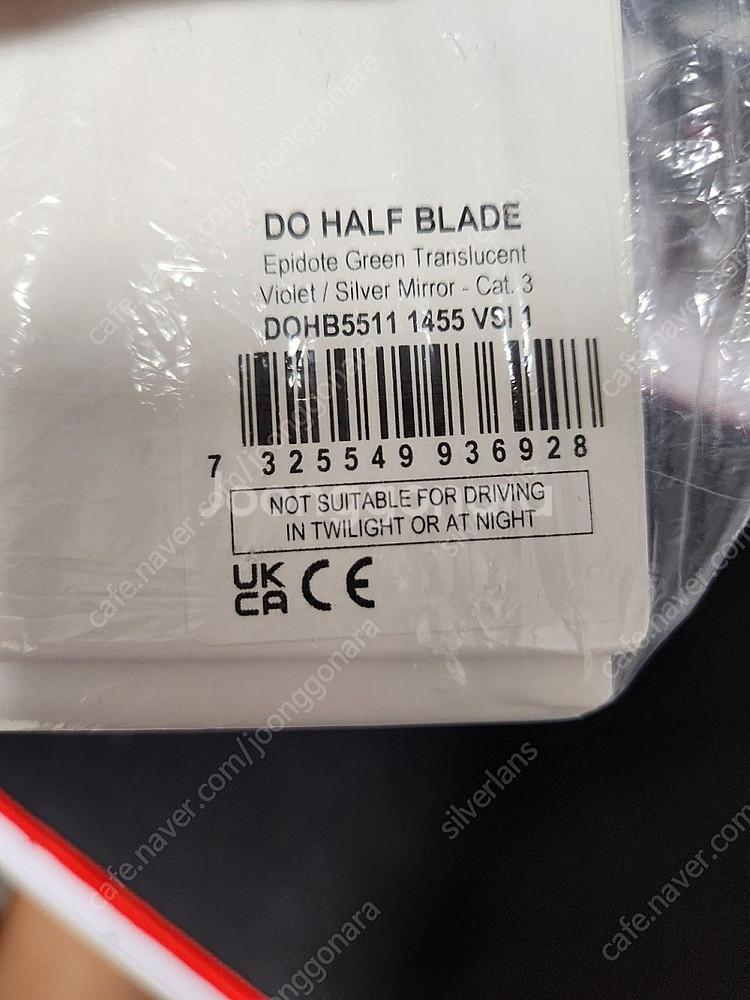 DO HALF BLADE
Epidote Green Translucent
Violet / Silver Mirror - Cat. 3
DOHB5511 1455 VSI 1
7 325549 936928
NOT SUITABLE FOR DRIVING
IN TWILIGHT OR AT NIGHT
UK
CA CE
Joonggonara
cafe.naver.com/joonggonara
silverlans